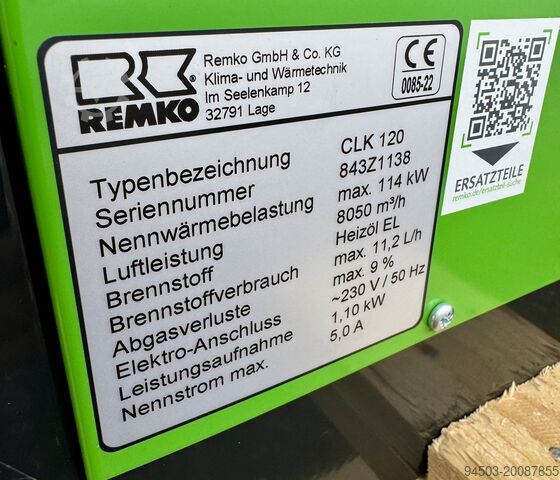 REMKO
Remko GmbH & Co. KG
Klima- und Wärmetechnik
Im Seelenkamp 12
32791 Lage
CE
0085-22
Typenbezeichnung CLK 120
Seriennummer 843Z1138
Nennwärmebelastung max. 114 kW
Luftleistung 8050 m³/h
Brennstoff Heizöl EL
Brennstoffverbrauch max. 11,2 L/h
Abgasverluste max. 9 %
Elektro-Anschluss ~230 V / 50 Hz
Leistungsaufnahme 1,10 kW
Nennstrom max. 5,0 A
ERSATZTEILE
remko.de/ersatzteil-suche
94503-20087855